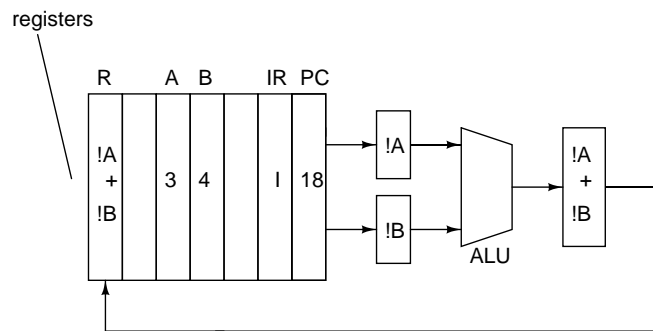 registers
R A B IR PC
!A
+
!B
3 4 I 18
!A
!B
ALU
!A
+
!B